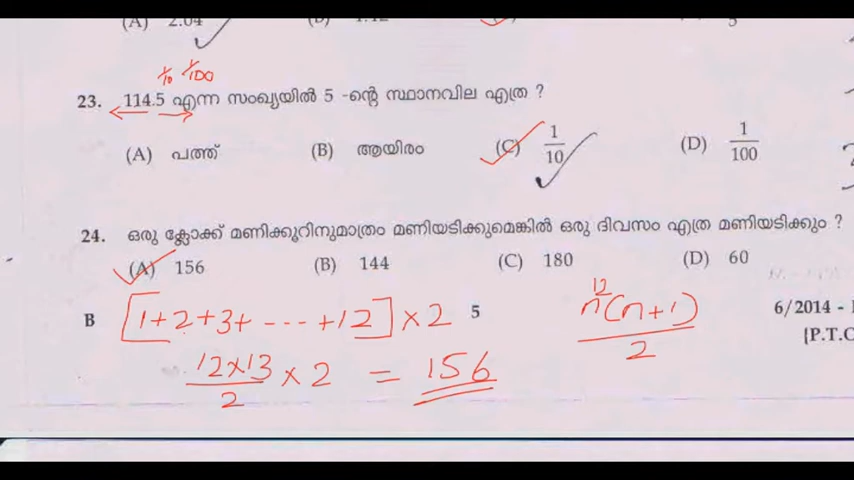 (A) 2.04
1/10 1/100
23. 114.5 എന്ന സംഖ്യയിൽ 5 -ന്റെ സ്ഥാനവില എത്ര ?
(A) പത്ത് (B) ആയിരം (C) 1/10 (D) 1/100
24. ഒരു ക്ലോക്ക് മണിക്കൂറിനുമാത്രം മണിയടിക്കുമെങ്കിൽ ഒരു ദിവസം എത്ര മണിയടിക്കും ?
(A) 156 (B) 144 (C) 180 (D) 60
B [1+2+3+ ---- +12] × 2 5 12 n(n+1)/2 6/2014 -
{P.T.O
12×13/2 × 2 = 156